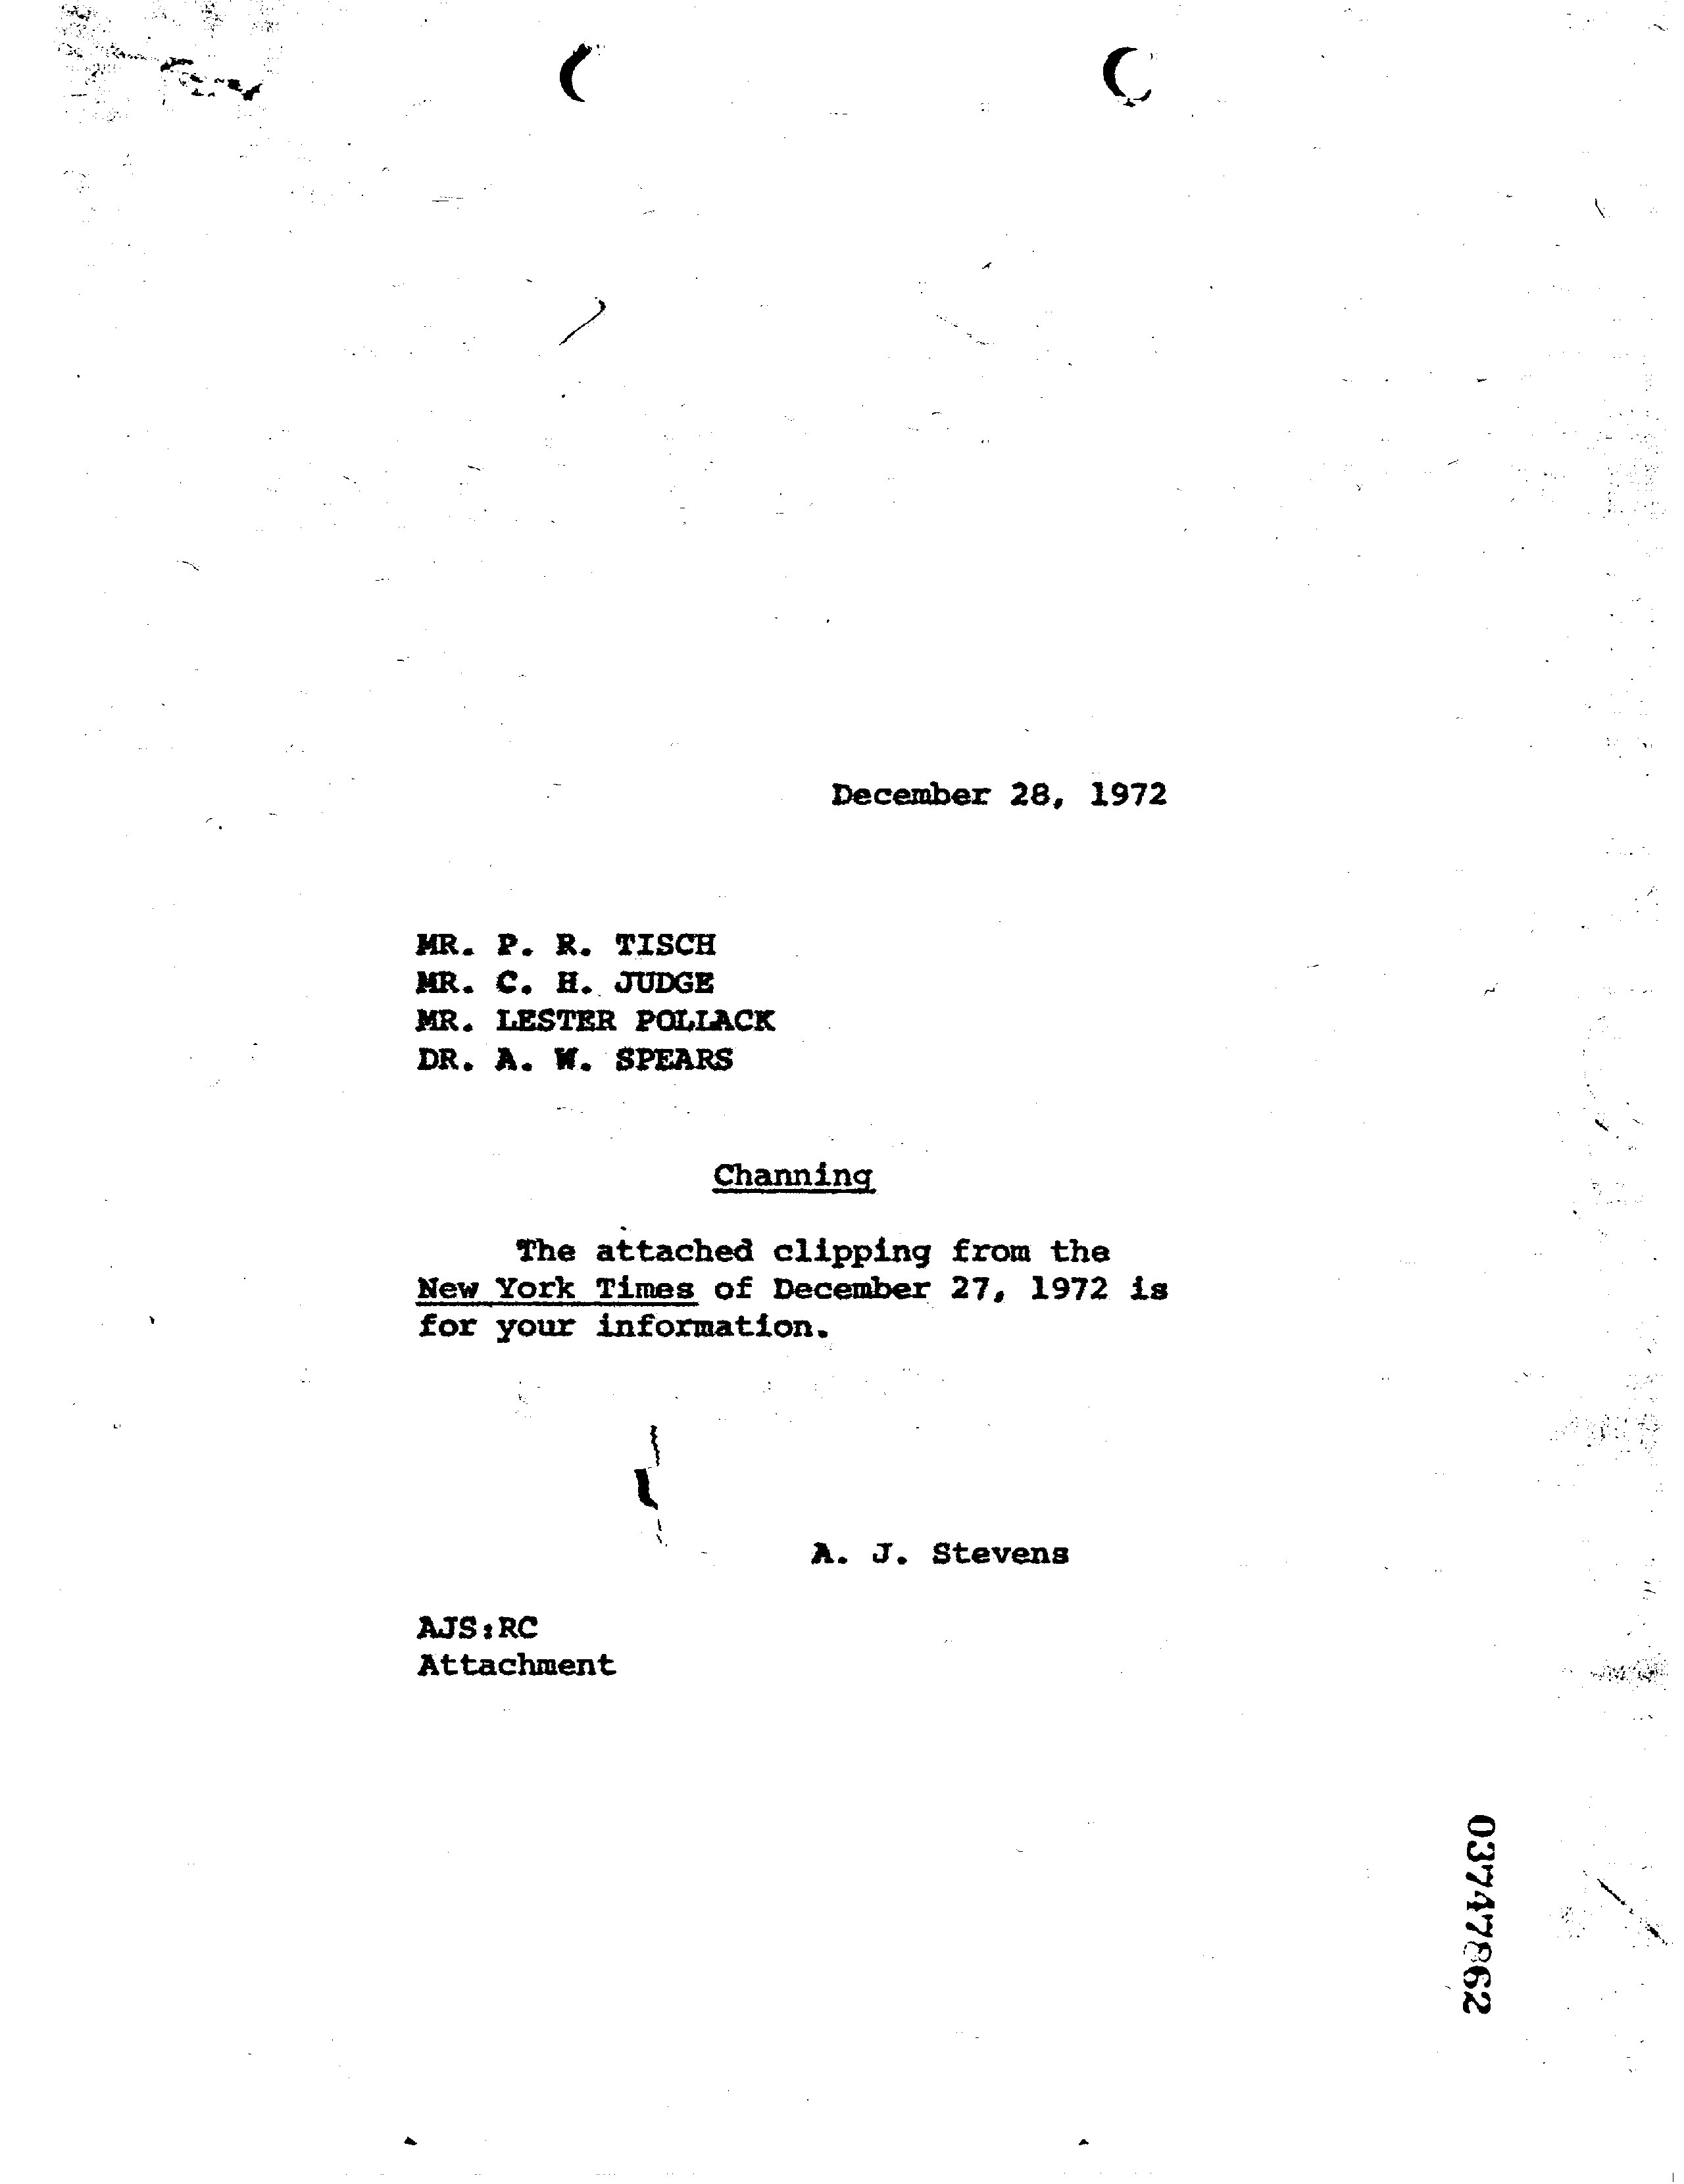 December 28, 1972
MR. P. R. TISCH
MR. C. H. JUDGE
MR. LESTER POLLACK
DR. A. W. SPEARS
Channing
The attached clipping from the
New York Times of December 27, 1972 is
for your information.
A. J. Stevens
AJS:RC
Attachment
03747862